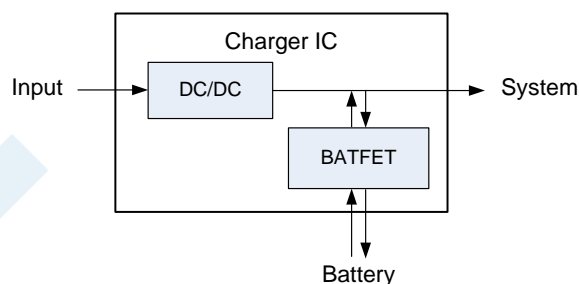 Charger IC
Input
DC/DC
System
BATFET
Battery